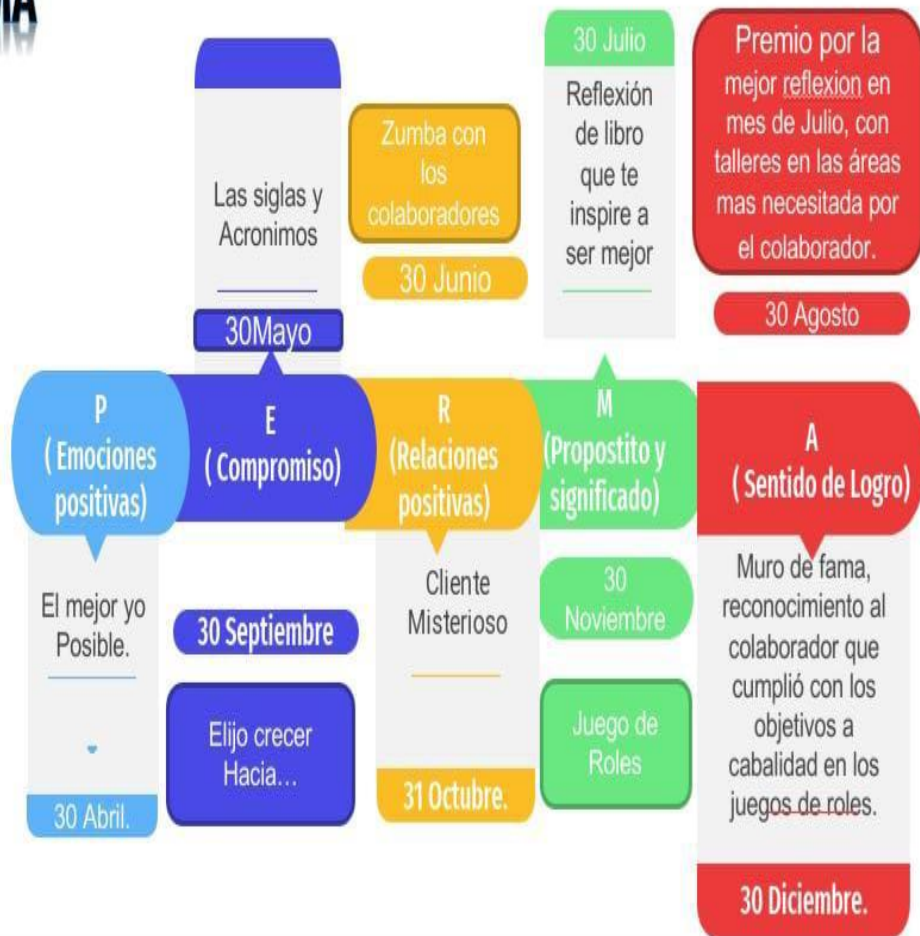 30 Julio
Premio por la
mejor reflexion en
mes de Julio, con
talleres en las áreas
mas necesitada por
el colaborador.
30 Agosto
Reflexión
de libro
que te
inspire a
ser mejor
Zumba con
los
colaboradores
30 Junio
Las siglas y
Acronimos
30Mayo
P
( Emociones
positivas)
E
( Compromiso)
R
(Relaciones
positivas)
M
(Propostito y
significado)
A
( Sentido de Logro)
El mejor yo
Posible.
30 Abril.
30 Septiembre
Elijo crecer
Hacia…
Cliente
Misterioso
31 Octubre.
30
Noviembre
Juego de
Roles
Muro de fama,
reconocimiento al
colaborador que
cumplió con los
objetivos a
cabalidad en los
juegos de roles.
30 Diciembre.